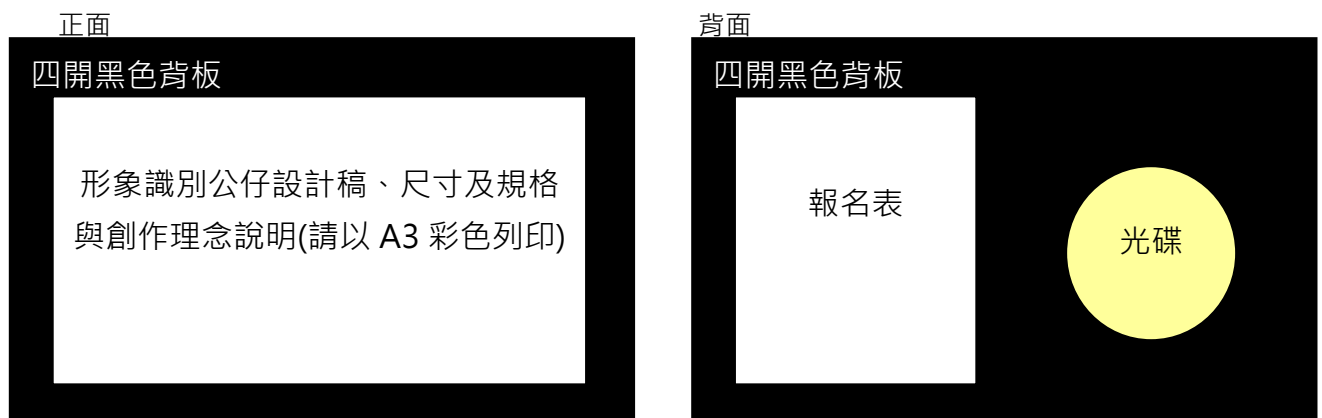 正面
四開黑色背板
形象識別公仔設計稿、尺寸及規格
與創作理念說明(請以 A3 彩色列印)
背面
四開黑色背板
報名表
光碟